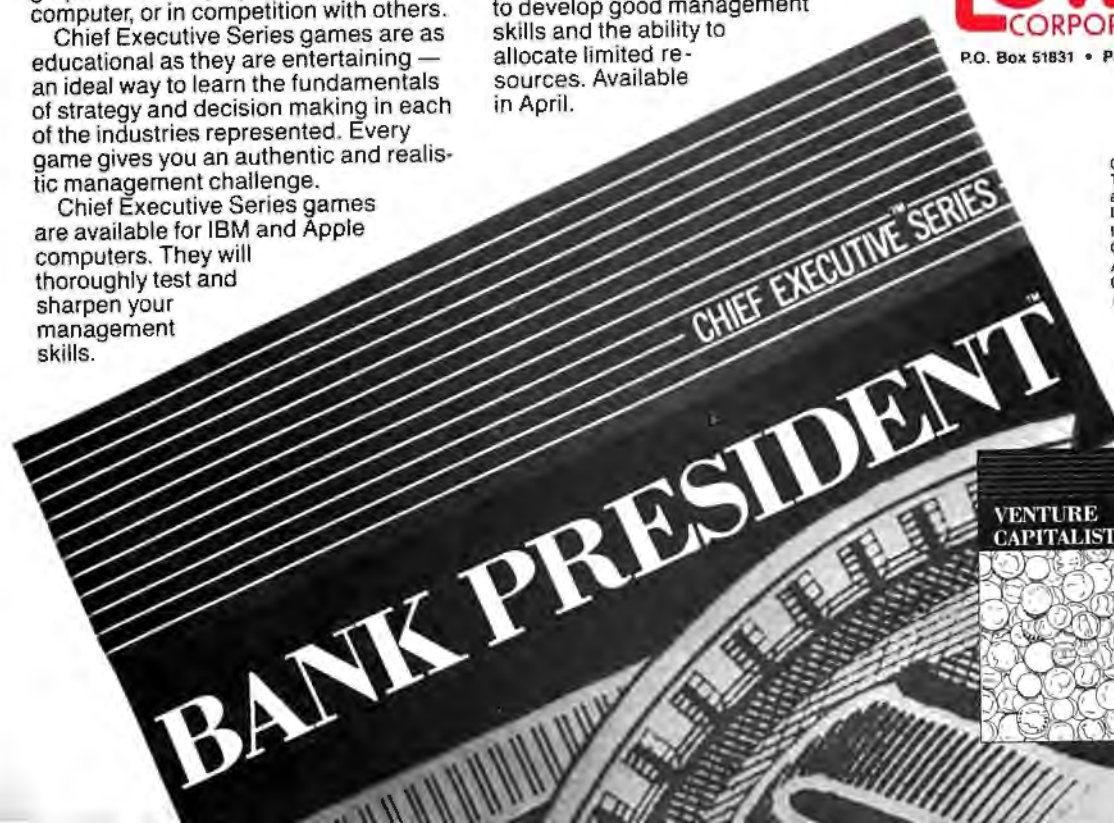 computer, or in competition with others.
Chief Executive Series games are as
educational as they are entertaining —
an ideal way to learn the fundamentals
of strategy and decision making in each
of the industries represented. Every
game gives you an authentic and realis-
tic management challenge.
Chief Executive Series games
are available for IBM and Apple
computers. They will
thoroughly test and
sharpen your
management
skills.
to develop good management
skills and the ability to
allocate limited re-
sources. Available
in April.
P.O. Box 51831 •
CHIEF EXECUTIVE™ SERIES
BANK PRESIDENT™
VENTURE
CAPITALIST